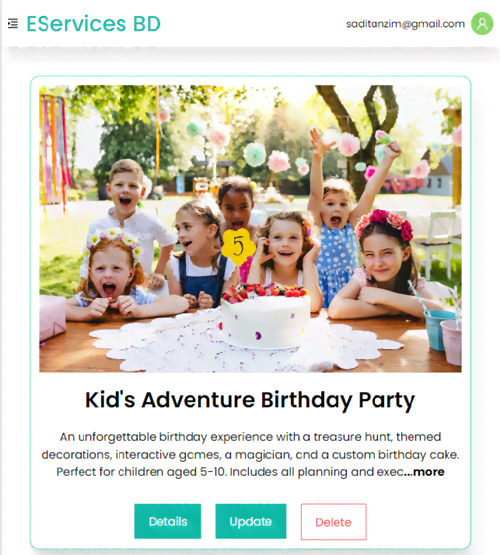 EServices BD
saditanzim@gmail.com
5
Kid's Adventure Birthday Party
An unforgettable birthday experience with a treasure hunt, themed
decorations, interactive games, a magician, and a custom birthday cake.
Perfect for children aged 5-10. Includes all planning and exec...more
Details
Update
Delete